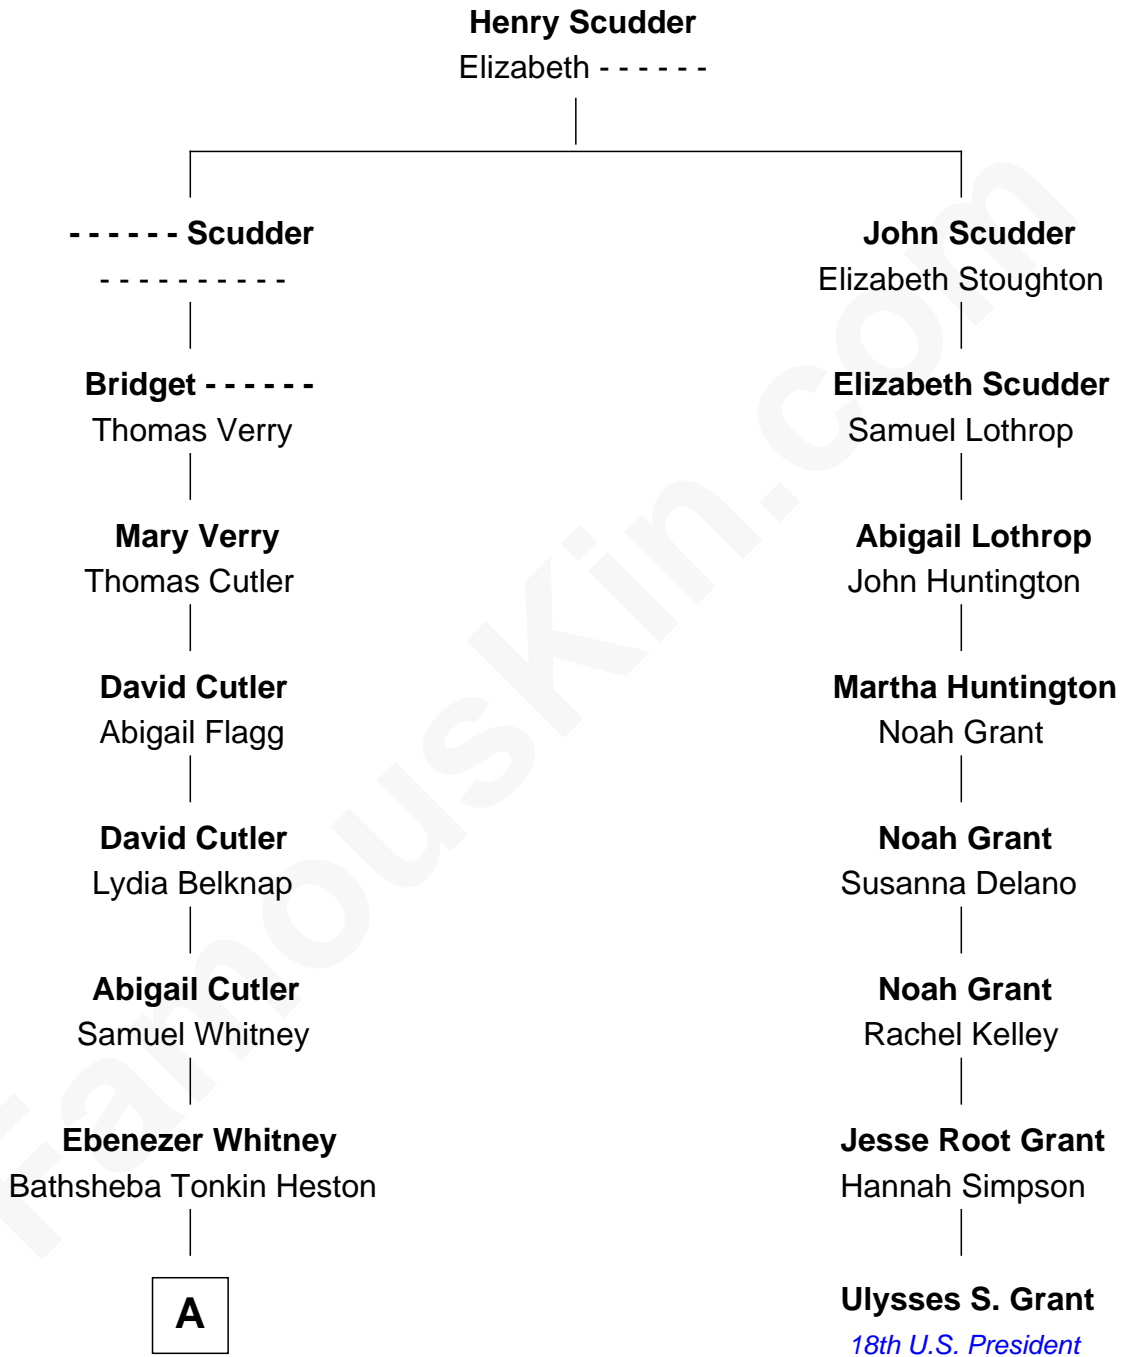 Henry Scudder
Elizabeth - - - - - -
- - - - - - Scudder
- - - - - - - - - -
Bridget - - - - - -
Thomas Verry
Mary Verry
Thomas Cutler
David Cutler
Abigail Flagg
David Cutler
Lydia Belknap
Abigail Cutler
Samuel Whitney
Ebenezer Whitney
Bathsheba Tonkin Heston
A
John Scudder
Elizabeth Stoughton
Elizabeth Scudder
Samuel Lothrop
Abigail Lothrop
John Huntington
Martha Huntington
Noah Grant
Noah Grant
Susanna Delano
Noah Grant
Rachel Kelley
Jesse Root Grant
Hannah Simpson
Ulysses S. Grant
18th U.S. President
FamousKin.com